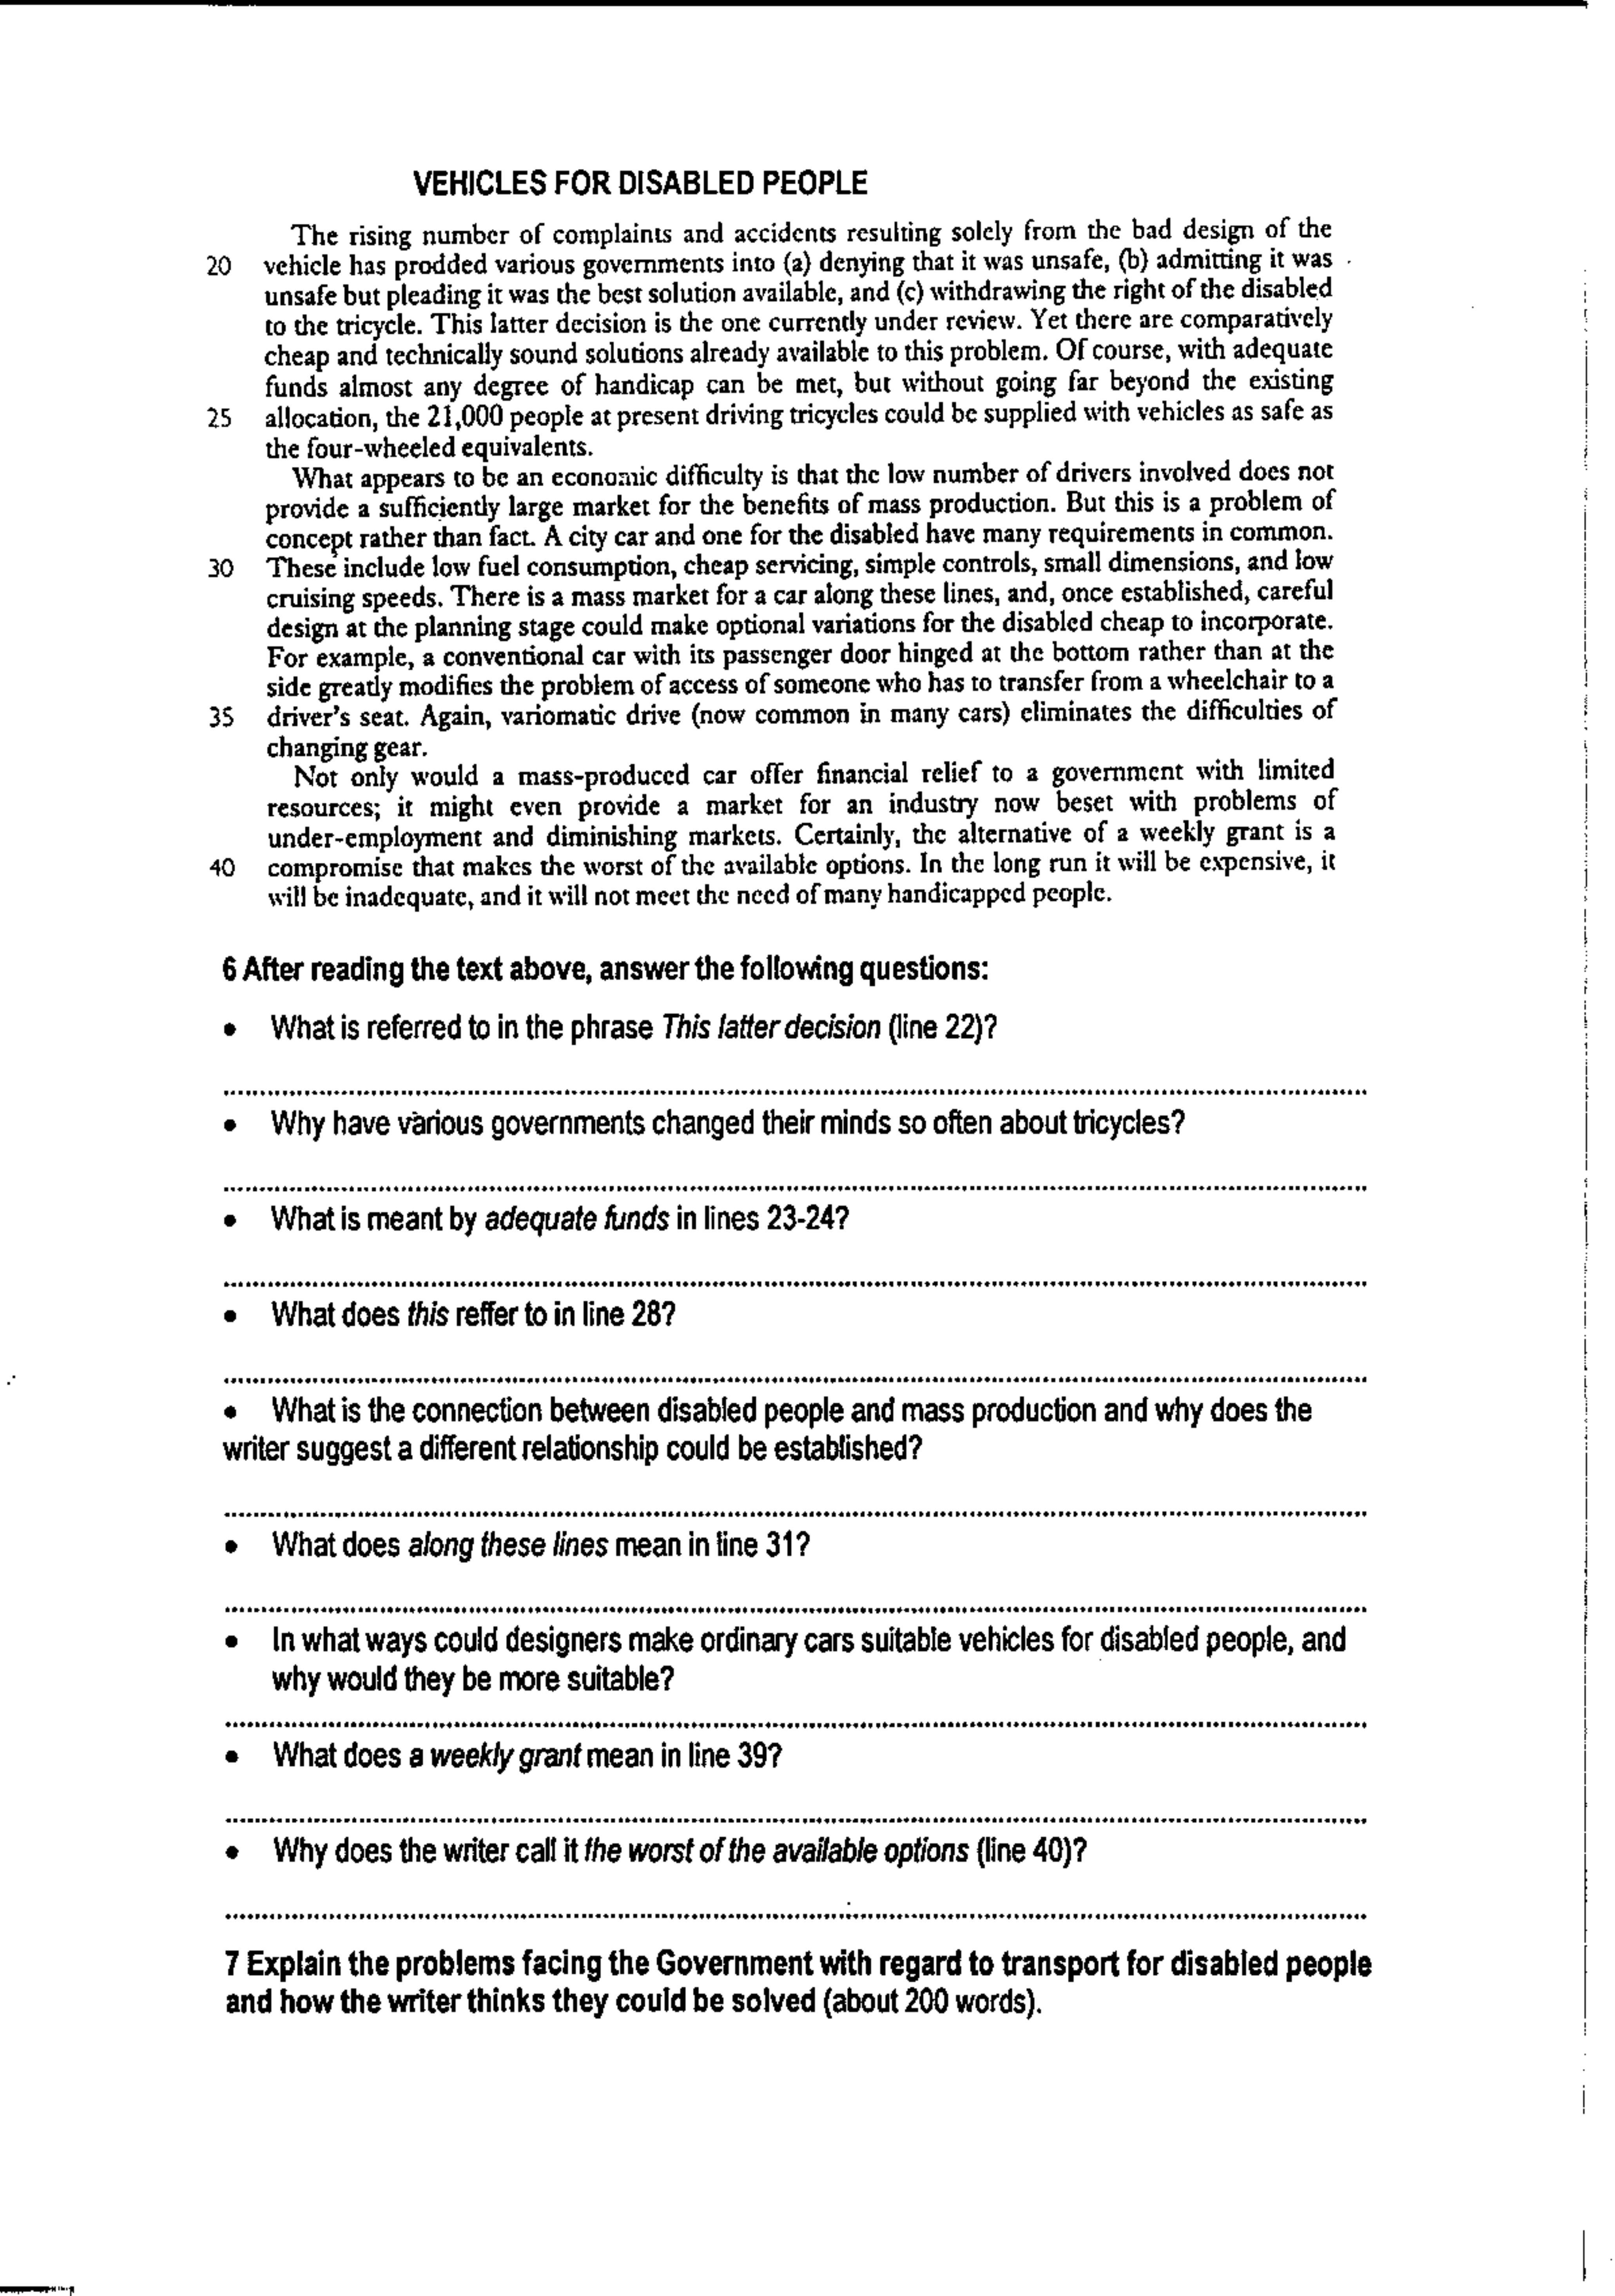 VEHICLES FOR DISABLED PEOPLE
The rising number of complaints and accidents resulting solely from the bad design of the
20 vehicle has prodded various governments into (a) denying that it was unsafe, (b) admitting it was
unsafe but pleading it was the best solution available, and (c) withdrawing the right of the disabled
to the tricycle. This latter decision is the one currently under review. Yet there are comparatively
cheap and technically sound solutions already available to this problem. Of course, with adequate
funds almost any degree of handicap can be met, but without going far beyond the existing
25 allocation, the 21,000 people at present driving tricycles could be supplied with vehicles as safe as
the four-wheeled equivalents.
What appears to be an economic difficulty is that the low number of drivers involved does not
provide a sufficiently large market for the benefits of mass production. But this is a problem of
concept rather than fact. A city car and one for the disabled have many requirements in common.
30 These include low fuel consumption, cheap servicing, simple controls, small dimensions, and low
cruising speeds. There is a mass market for a car along these lines, and, once established, careful
design at the planning stage could make optional variations for the disabled cheap to incorporate.
For example, a conventional car with its passenger door hinged at the bottom rather than at the
side greatly modifies the problem of access of someone who has to transfer from a wheelchair to a
35 driver's seat. Again, variomatic drive (now common in many cars) eliminates the difficulties of
changing gear.
Not only would a mass-produced car offer financial relief to a government with limited
resources; it might even provide a market for an industry now beset with problems of
under-employment and diminishing markets. Certainly, the alternative of a weekly grant is a
40 compromise that makes the worst of the available options. In the long run it will be expensive, it
will be inadequate, and it will not meet the need of many handicapped people.
6 After reading the text above, answer the following questions:
• What is referred to in the phrase This latter decision (line 22)?
• Why have various governments changed their minds so often about tricycles?
• What is meant by adequate funds in lines 23-24?
• What does this reffer to in line 28?
• What is the connection between disabled people and mass production and why does the
writer suggest a different relationship could be established?
• What does along these lines mean in line 31?
• In what ways could designers make ordinary cars suitable vehicles for disabled people, and
why would they be more suitable?
• What does a weekly grant mean in line 39?
• Why does the writer call it the worst of the available options (line 40)?
7 Explain the problems facing the Government with regard to transport for disabled people
and how the writer thinks they could be solved (about 200 words).